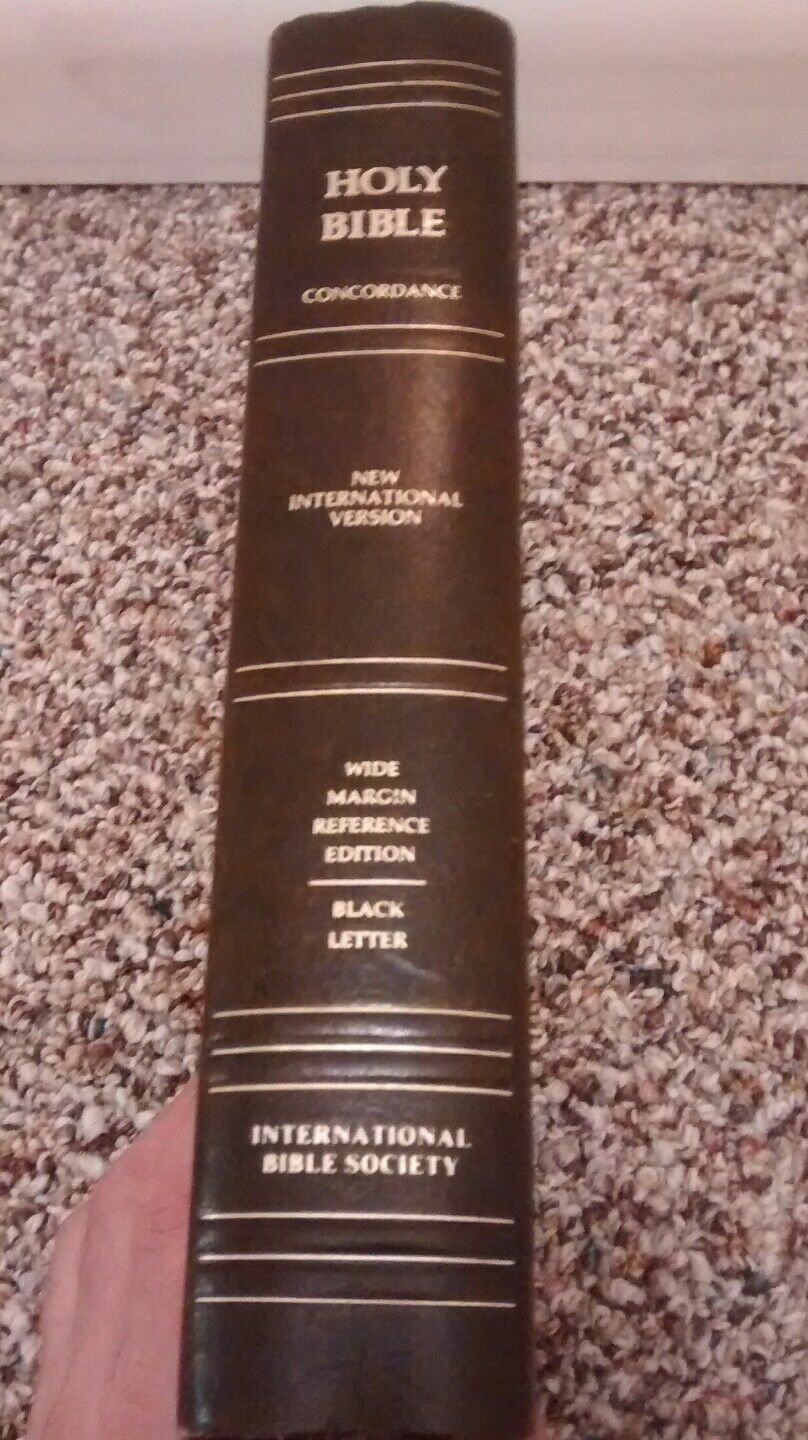 HOLY
BIBLE
CONCORDANCE
NEW
INTERNATIONAL
VERSION
WIDE
MARGIN
REFERENCE
EDITION
BLACK
LETTER
INTERNATIONAL
BIBLE SOCIETY